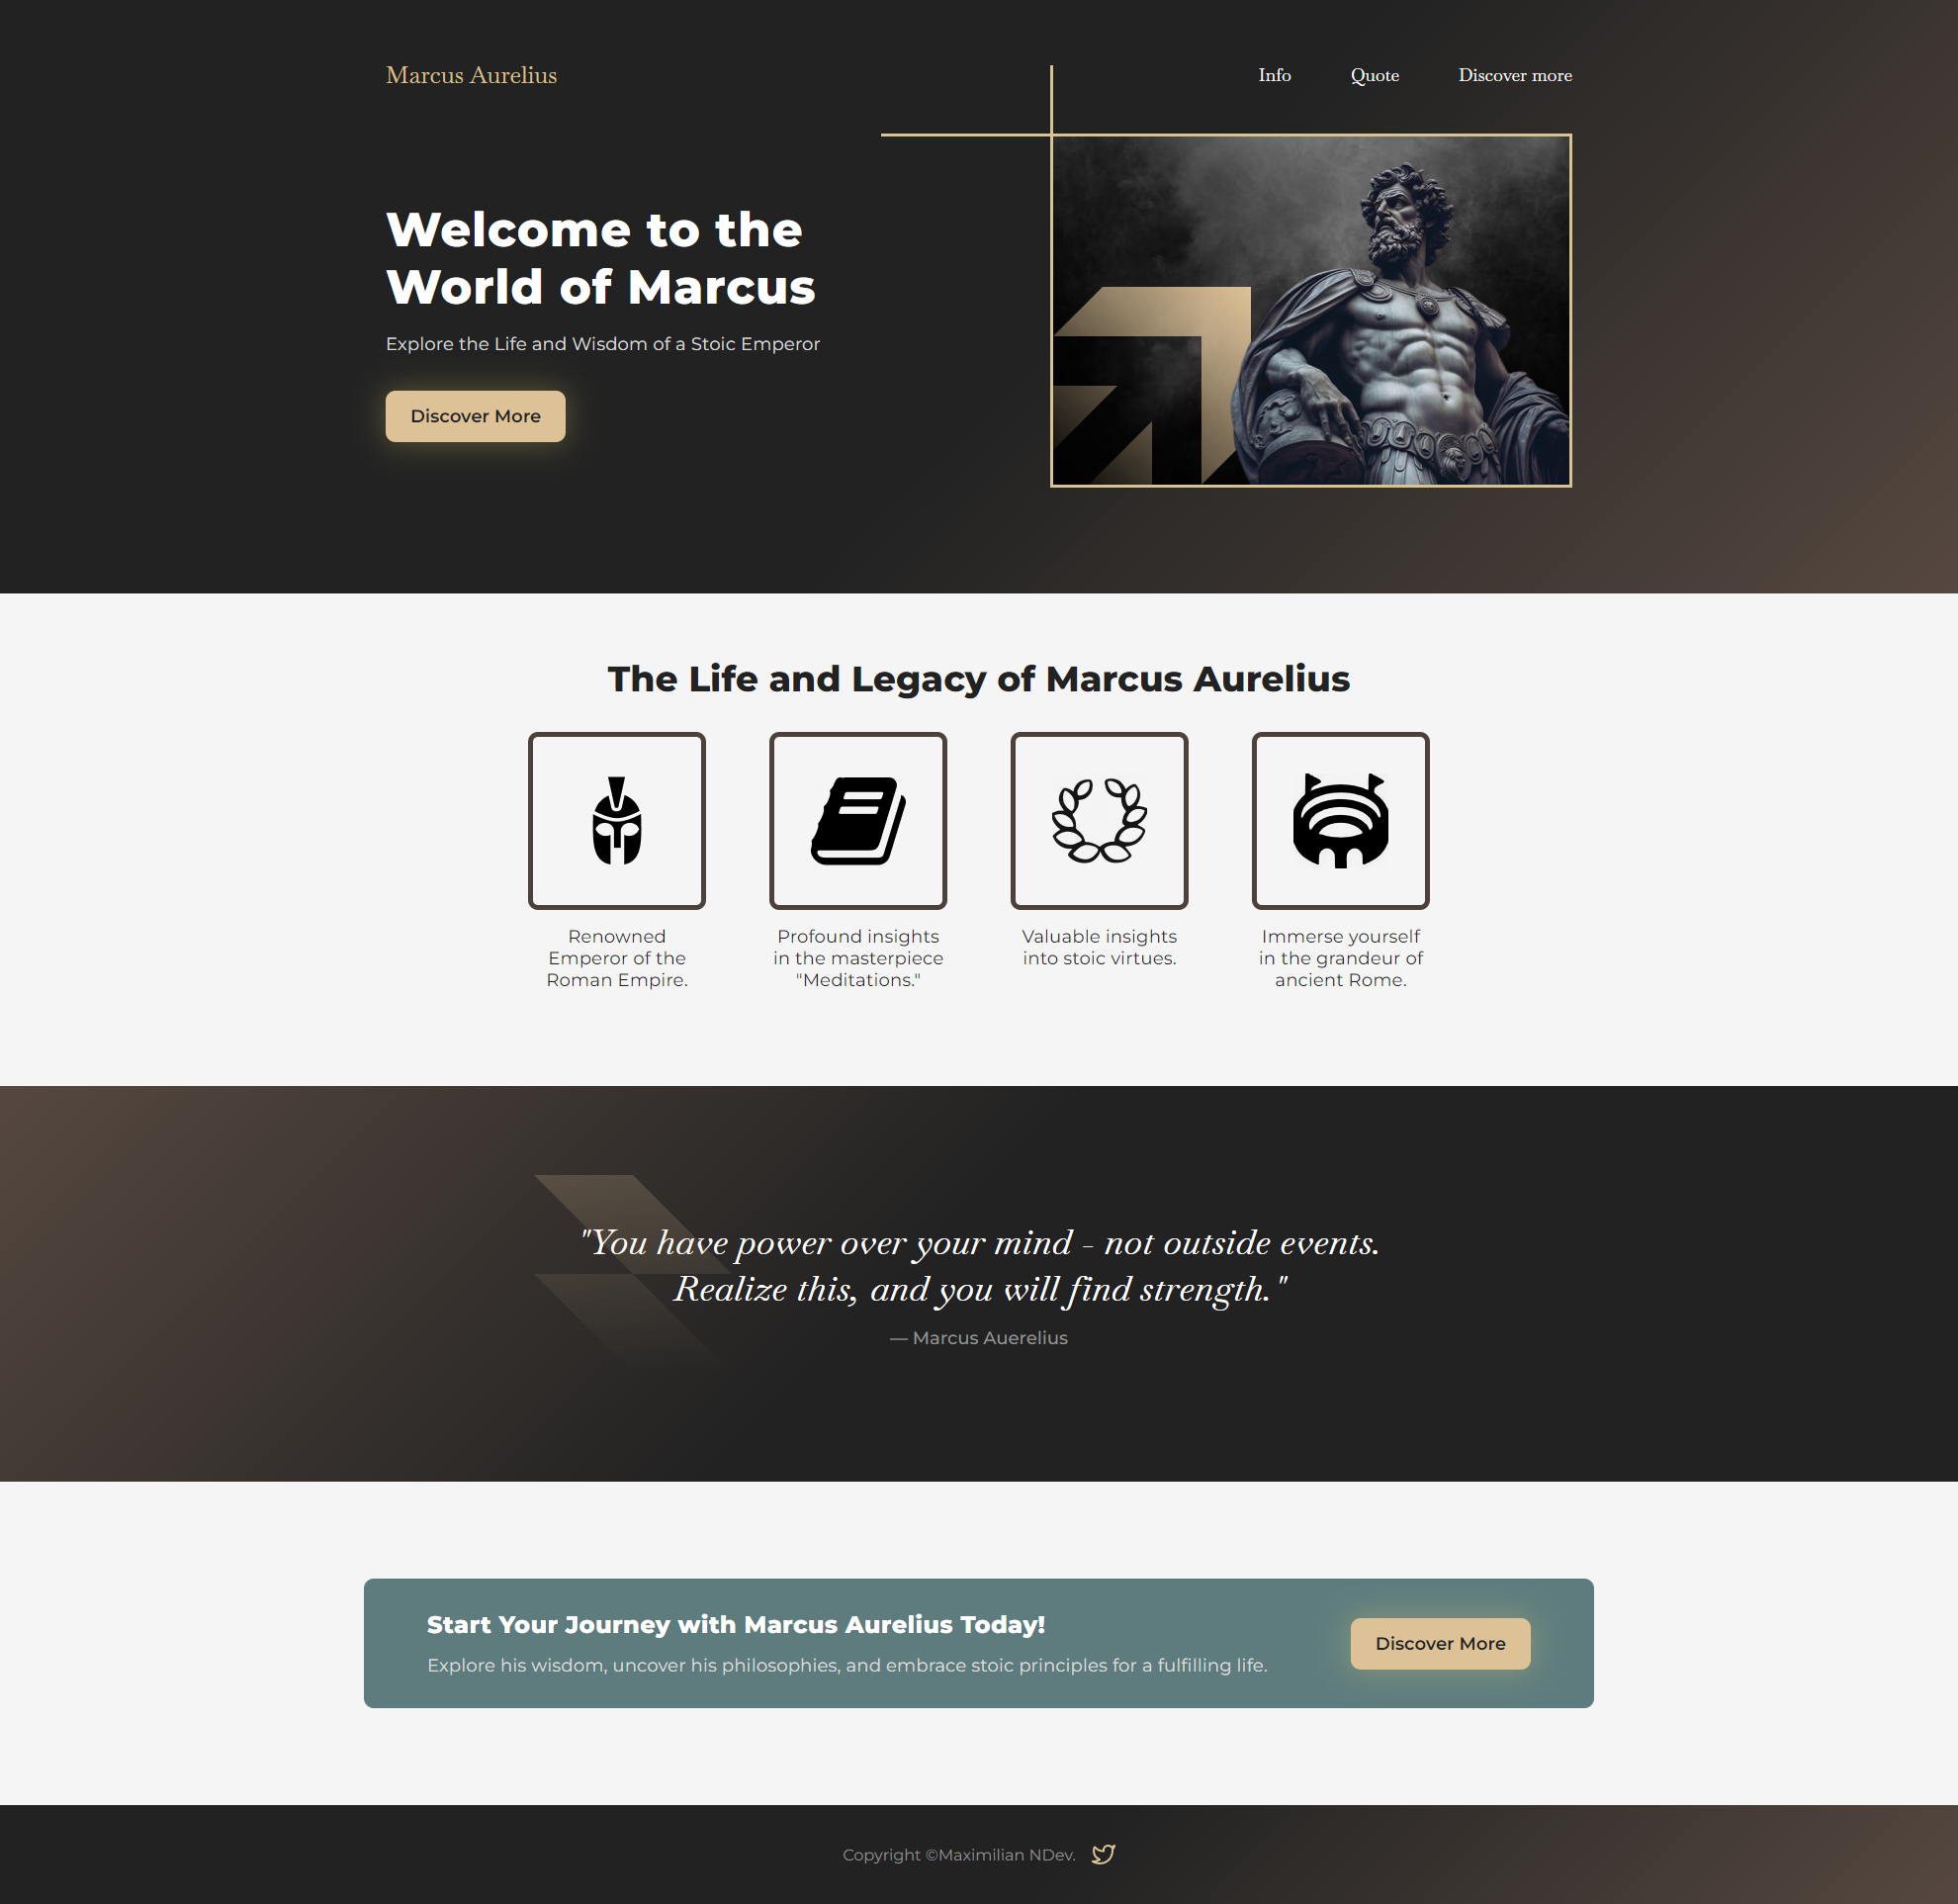 Marcus Aurelius
Info
Quote
Discover more
Welcome to the
World of Marcus
Explore the Life and Wisdom of a Stoic Emperor
Discover More
The Life and Legacy of Marcus Aurelius
Renowned
Emperor of the
Roman Empire.
Profound insights
in the masterpiece
"Meditations."
Valuable insights
into stoic virtues.
Immerse yourself
in the grandeur of
ancient Rome.
"You have power over your mind - not outside events.
Realize this, and you will find strength."
— Marcus Auerelius
Start Your Journey with Marcus Aurelius Today!
Explore his wisdom, uncover his philosophies, and embrace stoic principles for a fulfilling life.
Discover More
Copyright ©Maximilian NDev.